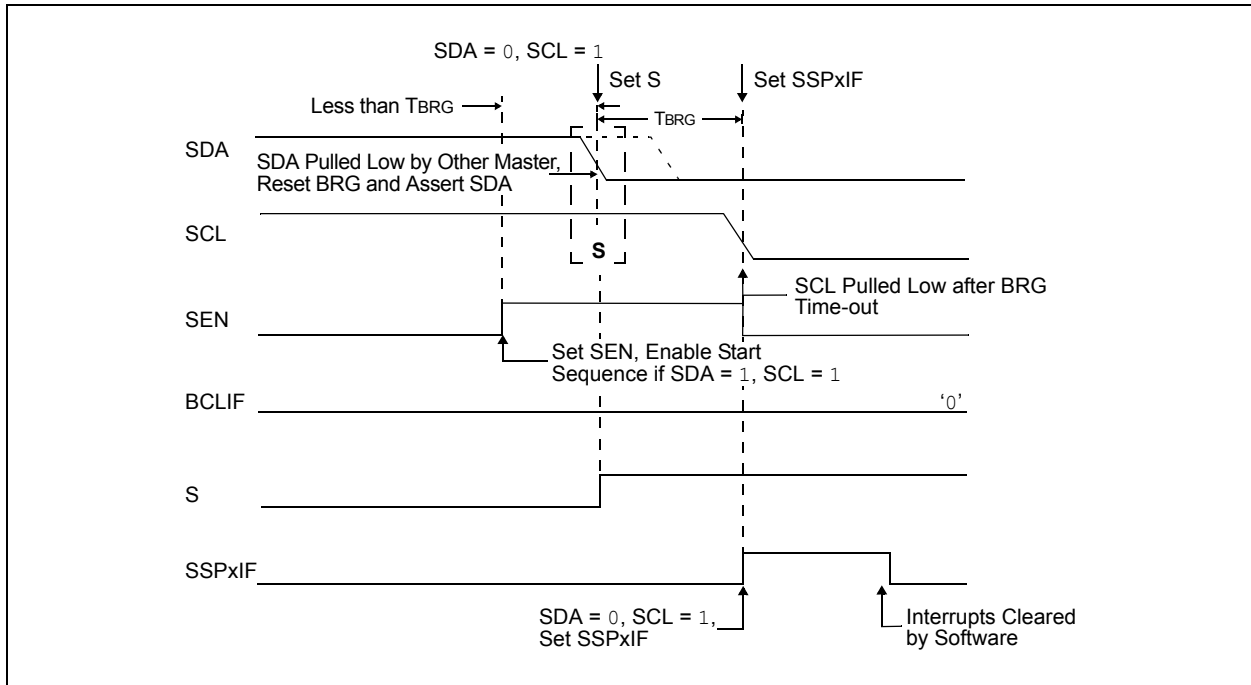 SDA = 0, SCL = 1
Set S
Set SSPxIF
Less than TBRG
TBRG
SDA
SDA Pulled Low by Other Master,
Reset BRG and Assert SDA
SCL
S
SCL Pulled Low after BRG
Time-out
SEN
Set SEN, Enable Start
Sequence if SDA = 1, SCL = 1
BCLIF
‘0’
S
SSPxIF
SDA = 0, SCL = 1,
Set SSPxIF
Interrupts Cleared
by Software